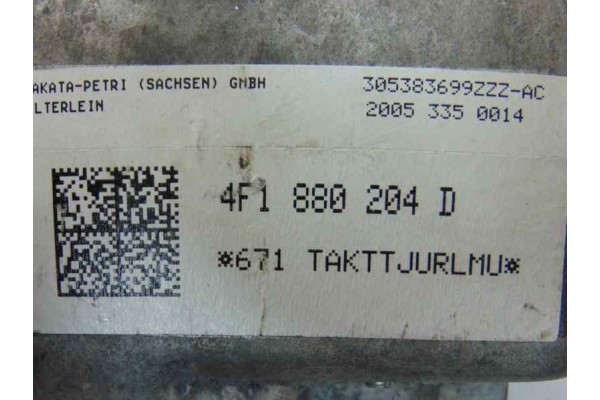 AKATA-PETRI (SACHSEN) GMBH
LTERLEIN
305383699ZZZ-AC
2005 335 0014
4F1 880 204 D
*671 TAKTTJURLMU*